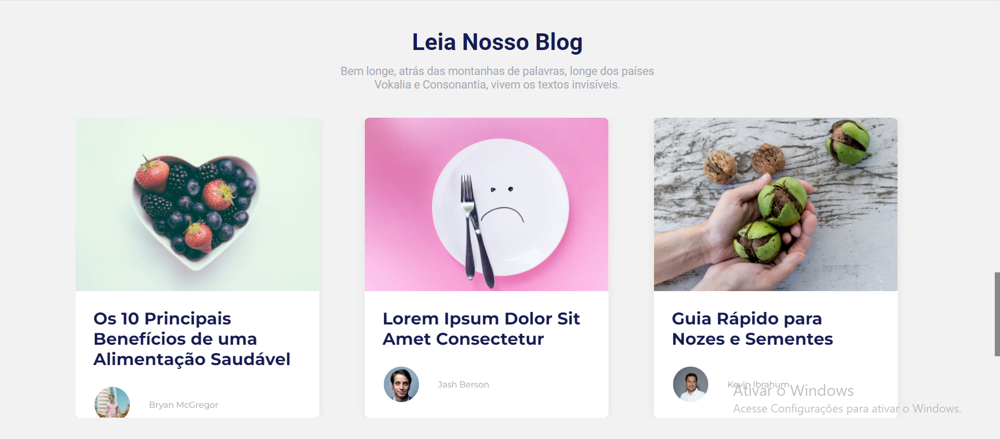 Leia Nosso Blog
Bem longe, atrás das montanhas de palavras, longe dos países
Vokalia e Consonantia, vivem os textos invisíveis.
Os 10 Principais
Benefícios de uma
Alimentação Saudável
Bryan McGregor
Lorem Ipsum Dolor Sit
Amet Consectetur
Jash Berson
Guia Rápido para
Nozes e Sementes
Kevin Ibrahum
Ativar o Windows
Acesse Configurações para ativar o Windows.